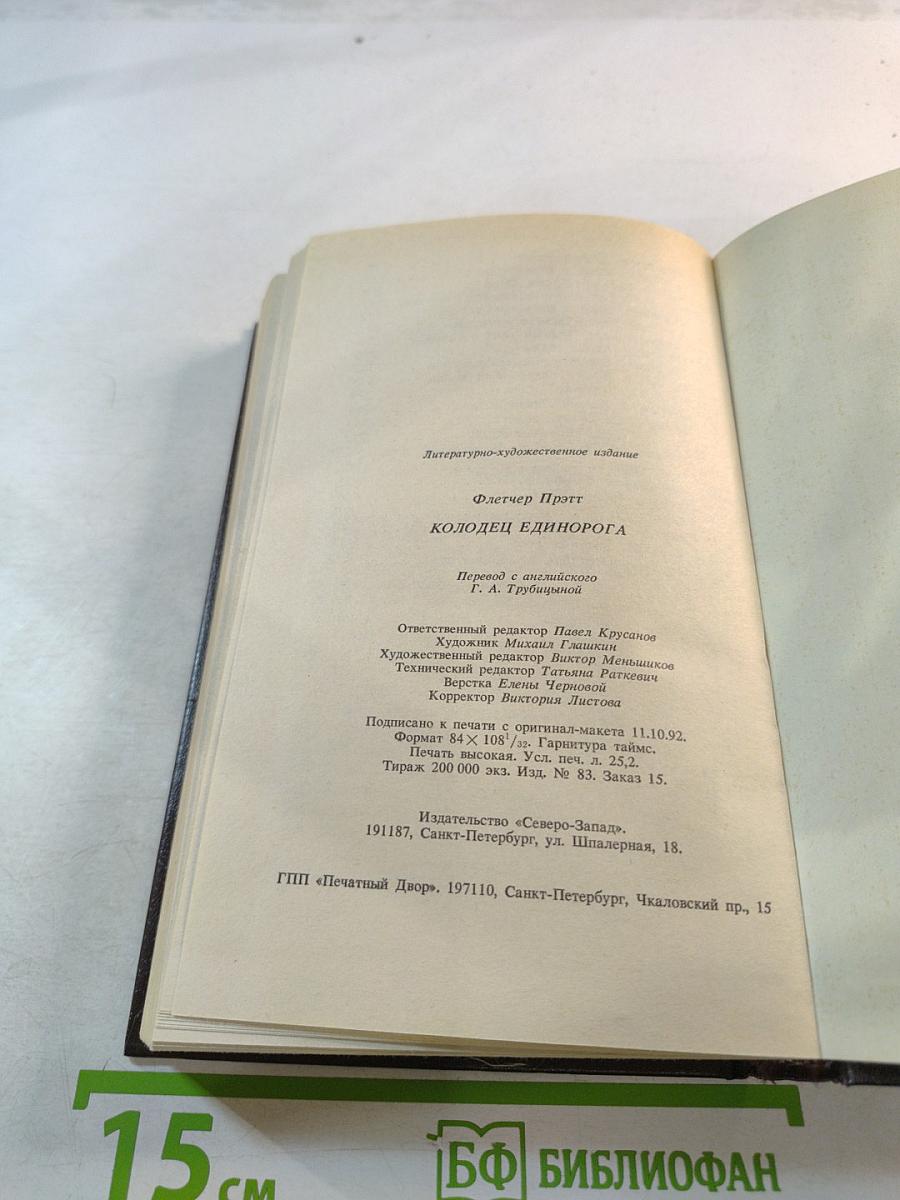 Литературно-художественное издание
Флетчер Прэтт
КОЛОДЕЦ ЕДИНОРОГА
Перевод с английского
Г. А. Трубицыной
Ответственный редактор Павел Крусанов
Художник Михаил Глашкин
Художественный редактор Виктор Меньшиков
Технический редактор Татьяна Раткевич
Верстка Елены Черновой
Корректор Виктория Листова
Подписано к печати с оригинал-макета 11.10.92.
Формат 84×108¹/₃₂. Гарнитура таймс.
Печать высокая. Усл. печ. л. 25,2.
Тираж 200 000 экз. Изд. № 83. Заказ 15.
Издательство «Северо-Запад».
191187, Санкт-Петербург, ул. Шпалерная, 18.
ГПП «Печатный Двор». 197110, Санкт-Петербург, Чкаловский пр., 15
15 см
БФ БИБЛИОФАН